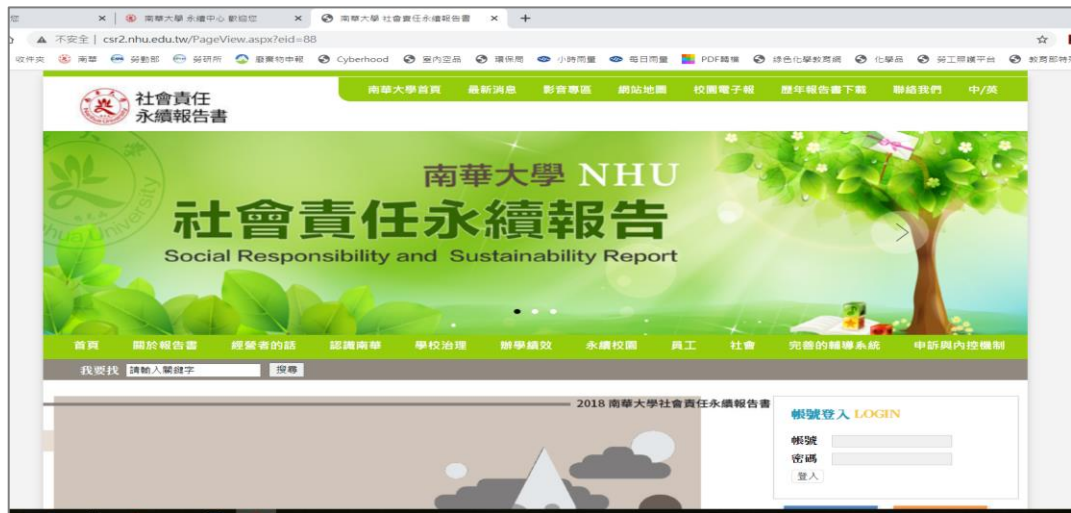 南華大學 永續中心 歡迎您
南華大學 社會責任永續報告書
不安全 | csr2.nhu.edu.tw/PageView.aspx?eid=88
收件夾 南華 勞動部 勞研所 廢棄物申報 Cyberhood 室內空品 環保局 小時雨量 每日雨量 PDF轉檔 綠色化學教育網 化學品
南華大學首頁 最新消息 影音專區 網站地圖 校園電子報 歷年報告書下載 聯絡我們 中/英
社會責任
永續報告書
南華大學 NHU
社會責任永續報告
Social Responsibility and Sustainability Report
首頁 關於報告書 經營者的話 認識南華 學校治理 辦學績效 永續校園 員工 社會 完善的輔導系統 申訴與內控機制
我要找 請輸入關鍵字 搜尋
2018 南華大學社會責任永續報告書
帳號登入 LOGIN
帳號
密碼
登入